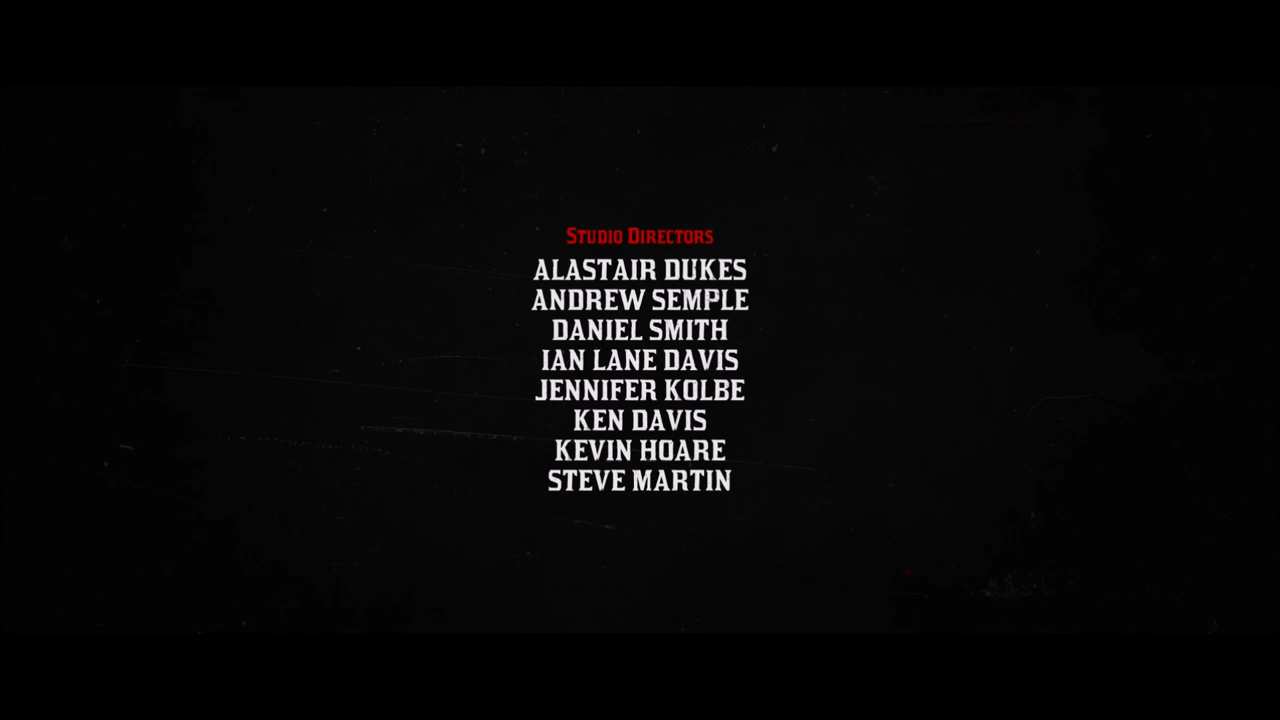 Studio Directors
ALASTAIR DUKES
ANDREW SEMPLE
DANIEL SMITH
IAN LANE DAVIS
JENNIFER KOLBE
KEN DAVIS
KEVIN HOARE
STEVE MARTIN